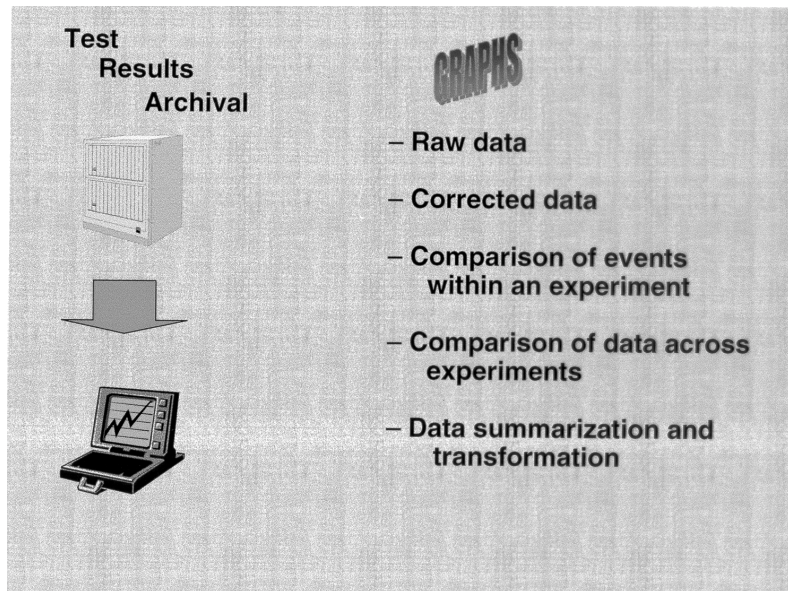 Test
Results
Archival
GRAPHS
– Raw data
– Corrected data
– Comparison of events
within an experiment
– Comparison of data across
experiments
– Data summarization and
transformation